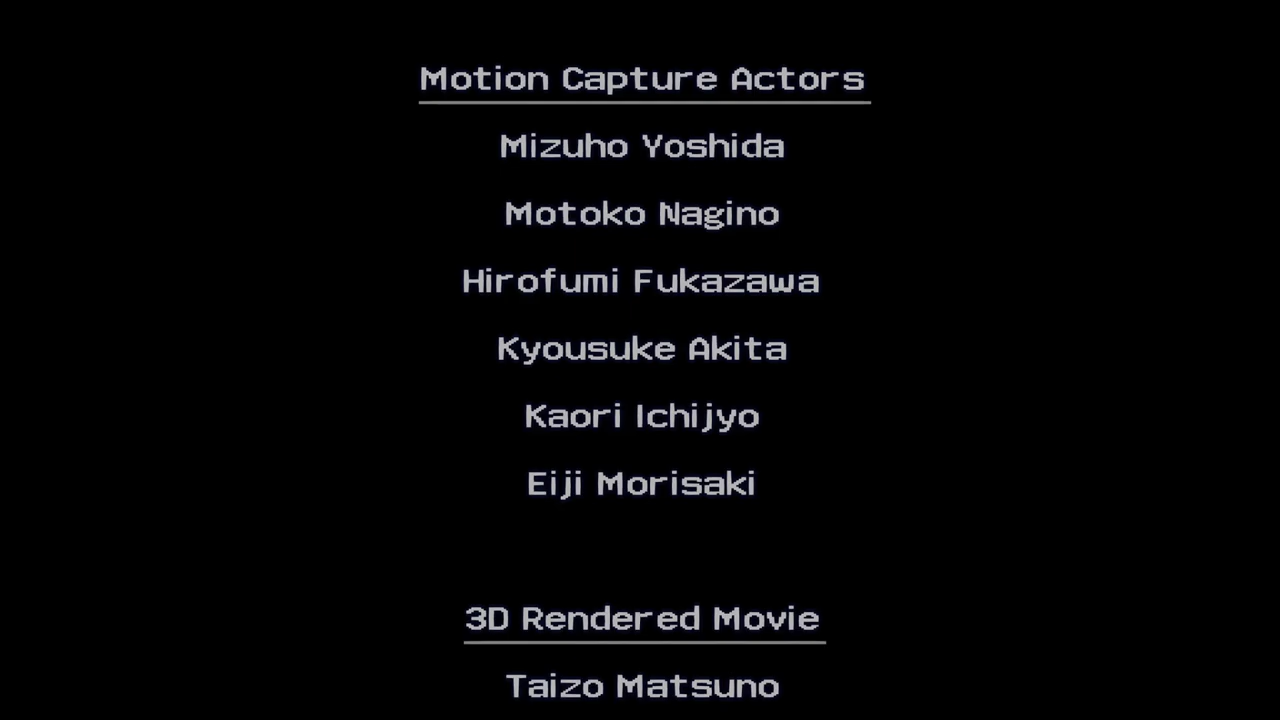 Motion Capture Actors
Mizuho Yoshida
Motoko Nagino
Hirofumi Fukazawa
Kyousuke Akita
Kaori Ichijyo
Eiji Morisaki
3D Rendered Movie
Taizo Matsuno